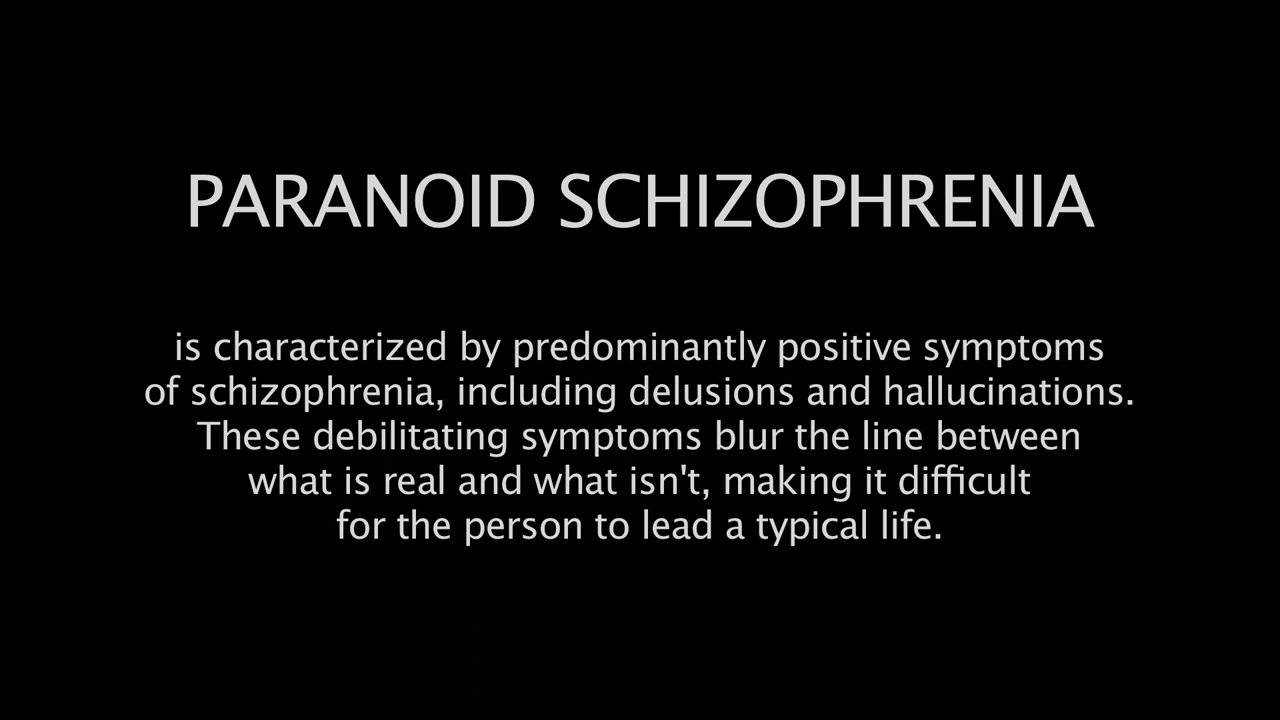 PARANOID SCHIZOPHRENIA
is characterized by predominantly positive symptoms
of schizophrenia, including delusions and hallucinations.
These debilitating symptoms blur the line between
what is real and what isn't, making it difficult
for the person to lead a typical life.